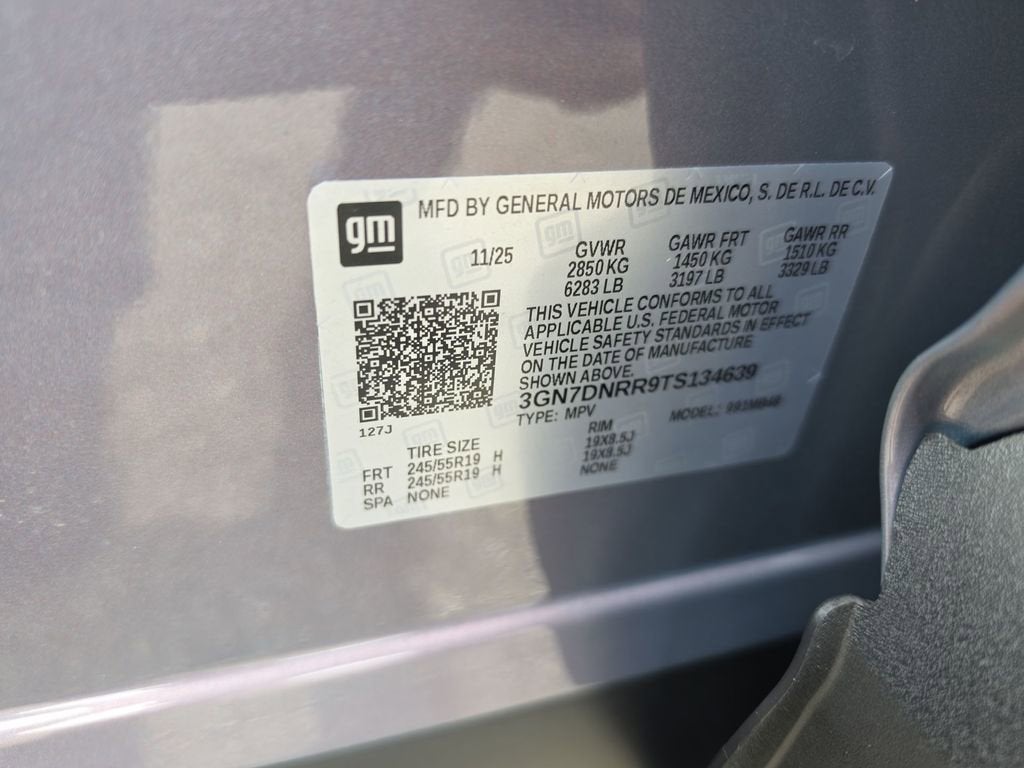 gm
MFD BY GENERAL MOTORS DE MEXICO, S. DE R.L. DE C.V.
11/25
GVWR GAWR FRT GAWR RR
2850 KG 1450 KG 1510 KG
6283 LB 3197 LB 3329 LB
THIS VEHICLE CONFORMS TO ALL
APPLICABLE U.S. FEDERAL MOTOR
VEHICLE SAFETY STANDARDS IN EFFECT
ON THE DATE OF MANUFACTURE
SHOWN ABOVE.
3GN7DNRR9TS134639
TYPE: MPV MODEL:
127J
TIRE SIZE RIM
FRT 245/55R19 H 19X8.5J
RR 245/55R19 H 19X8.5J
SPA NONE NONE